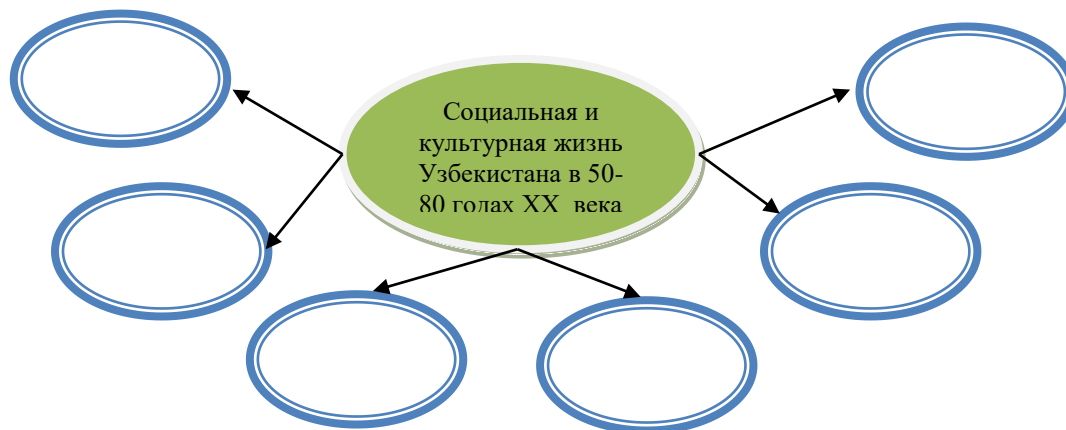 Социальная и
культурная жизнь
Узбекистана в 50-
80 годах XX века